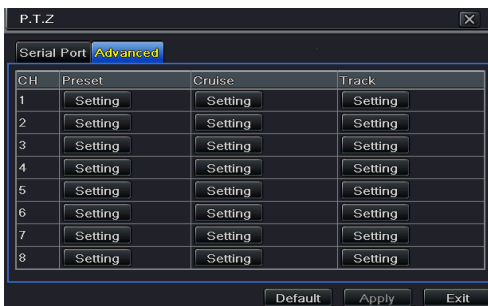 P.T.Z
Serial Port Advanced
CH Preset Cruise Track
1 Setting Setting Setting
2 Setting Setting Setting
3 Setting Setting Setting
4 Setting Setting Setting
5 Setting Setting Setting
6 Setting Setting Setting
7 Setting Setting Setting
8 Setting Setting Setting
Default Apply Exit